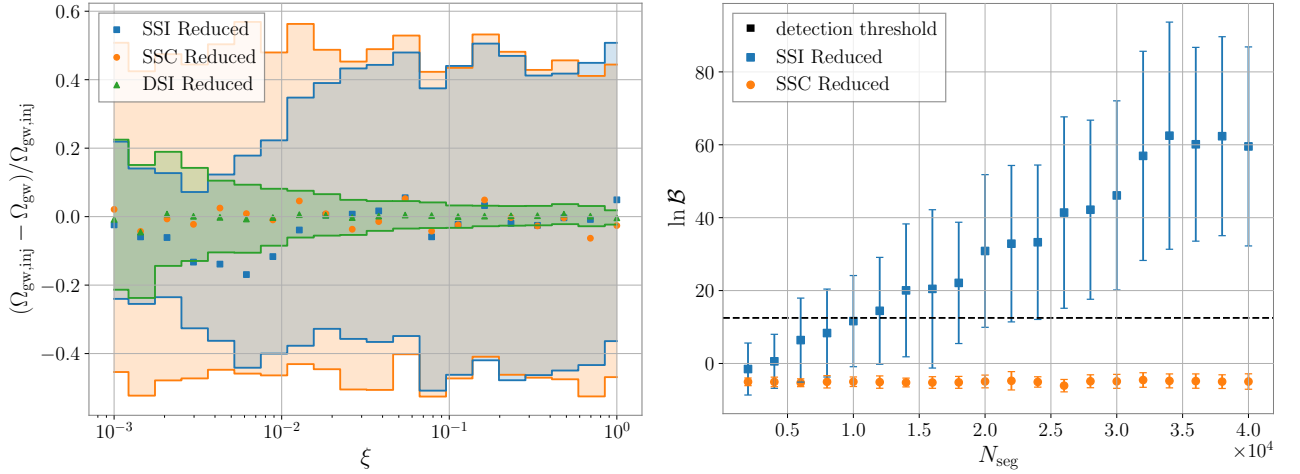 SSI Reduced
SSC Reduced
DSI Reduced
0.6
0.4
0.2
0.0
−0.2
−0.4
(Ωgw,inj − Ωgw)/Ωgw,inj
10⁻³
10⁻²
10⁻¹
10⁰
ξ
detection threshold
SSI Reduced
SSC Reduced
80
60
40
20
0
ln ℬ
0.5
1.0
1.5
2.0
2.5
3.0
3.5
4.0
×10⁴
Nseg